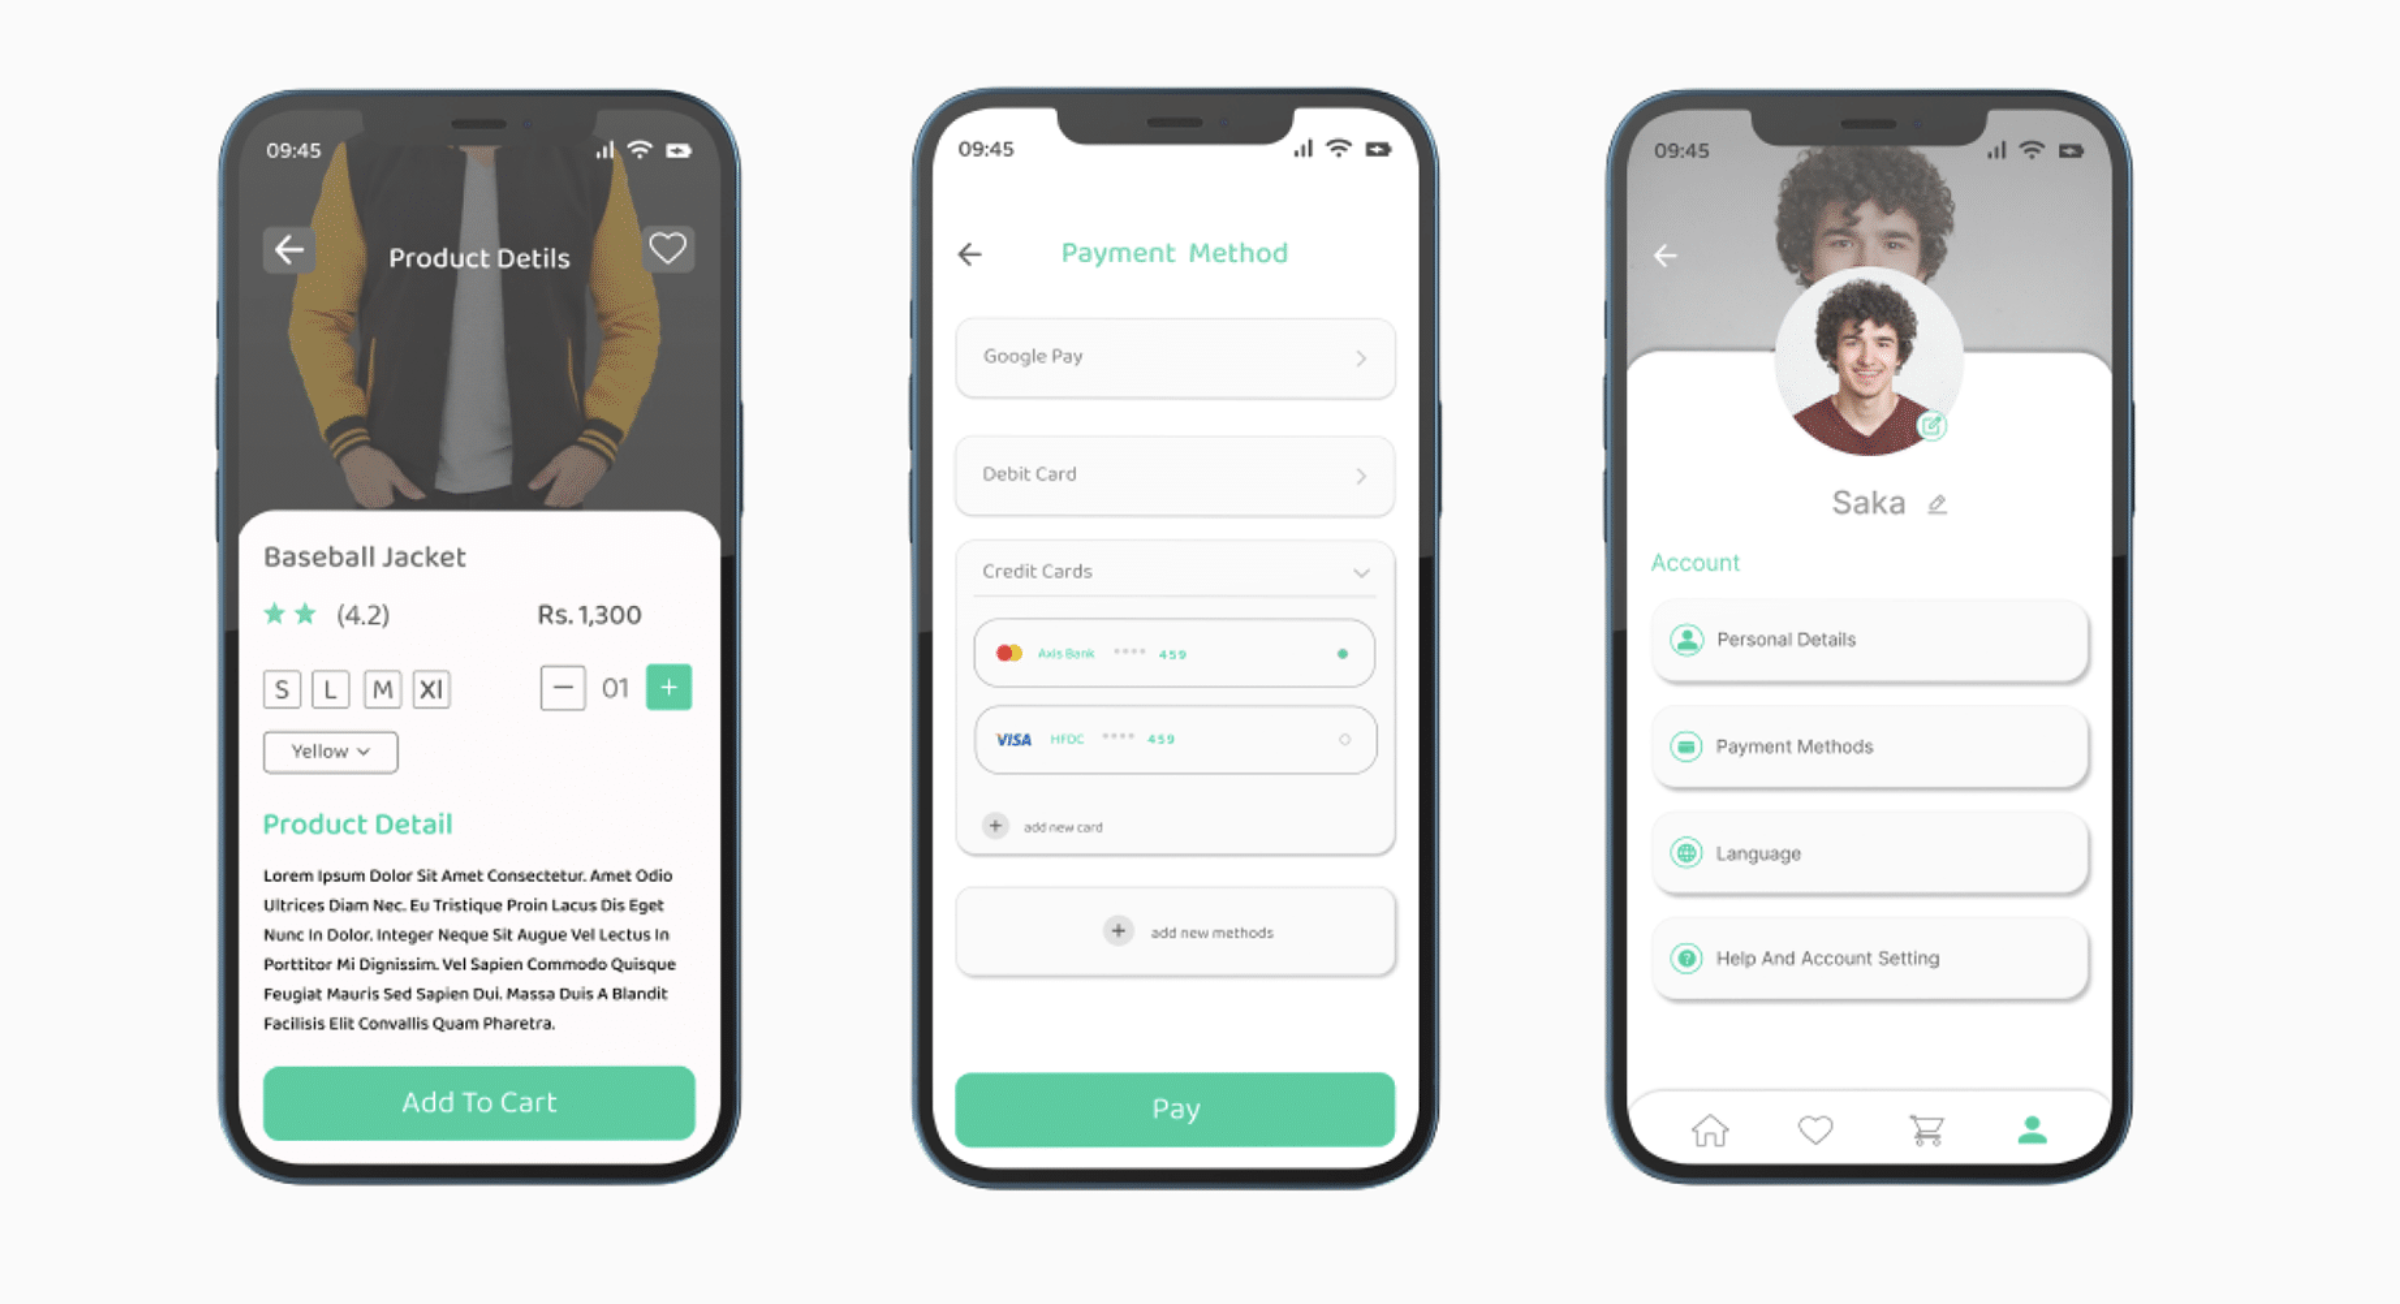 09:45
Product Detils
Baseball Jacket
(4.2) Rs. 1,300
S L M Xl — 01 +
Yellow
Product Detail
Lorem Ipsum Dolor Sit Amet Consectetur. Amet Odio
Ultrices Diam Nec. Eu Tristique Proin Lacus Dis Eget
Nunc In Dolor. Integer Neque Sit Augue Vel Lectus In
Porttitor Mi Dignissim. Vel Sapien Commodo Quisque
Feugiat Mauris Sed Sapien Dui. Massa Duis A Blandit
Facilisis Elit Convallis Quam Pharetra.
Add To Cart
09:45
Payment Method
Google Pay
Debit Card
Credit Cards
Axis Bank **** 459
VISA HFDC **** 459
+ add new card
+ add new methods
Pay
09:45
Saka
Account
Personal Details
Payment Methods
Language
? Help And Account Setting